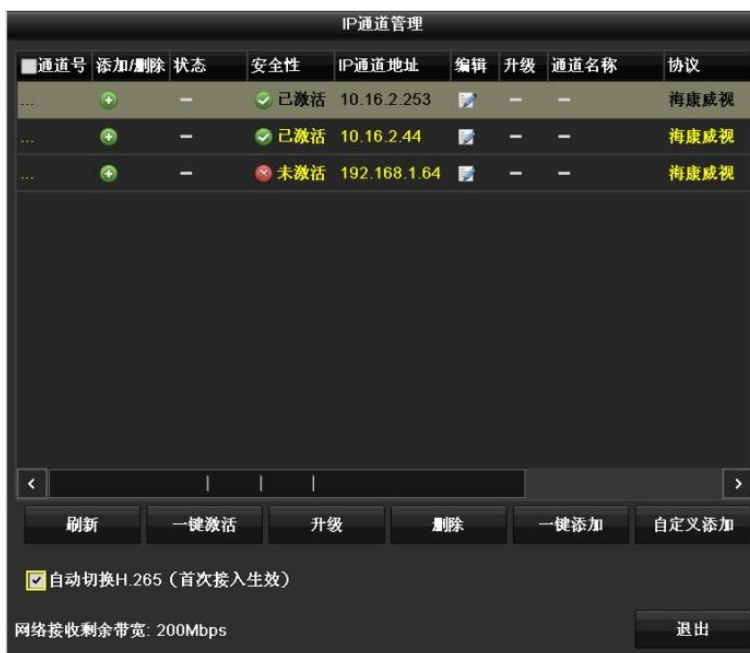 IP通道管理
通道号 添加/删除 状态 安全性 IP通道地址 编辑 升级 通道名称 协议
... – 已激活 10.16.2.253 – – 海康威视
... – 已激活 10.16.2.44 – – 海康威视
... – 未激活 192.168.1.64 – – 海康威视
刷新 一键激活 升级 删除 一键添加 自定义添加
自动切换H.265（首次接入生效）
网络接收剩余带宽: 200Mbps 退出